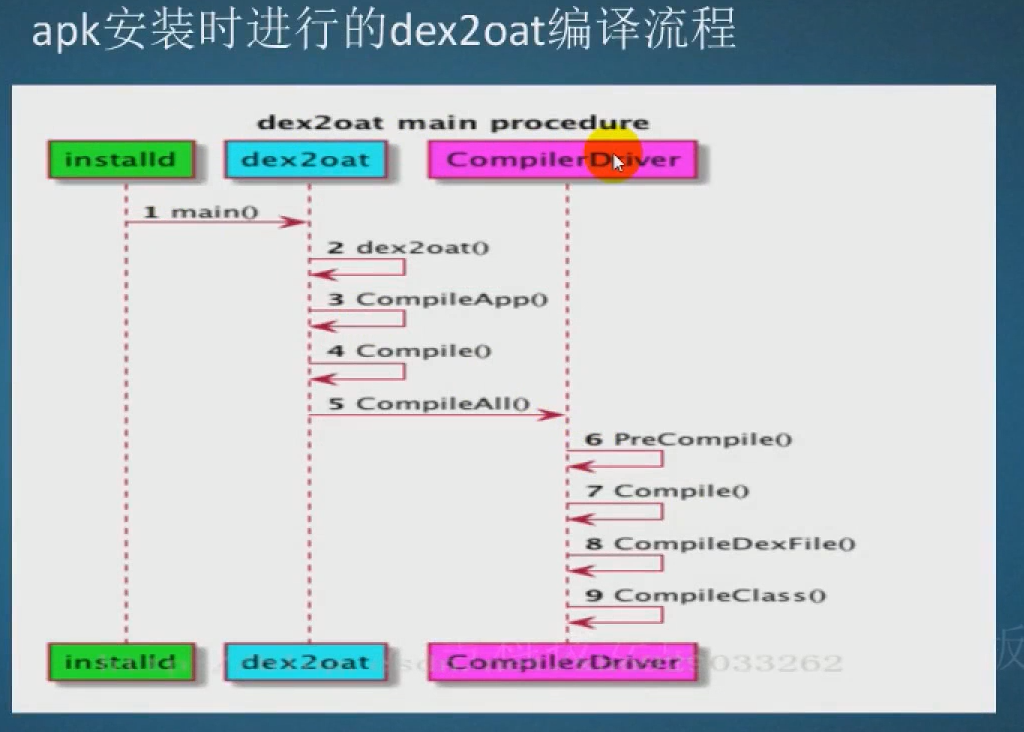 apk安装时进行的dex2oat编译流程
dex2oat main procedure
installd dex2oat CompilerDriver
1 main()
2 dex2oat()
3 CompileApp()
4 Compile()
5 CompileAll()
6 PreCompile()
7 Compile()
8 CompileDexFile()
9 CompileClass()
installd dex2oat CompilerDriver
033262